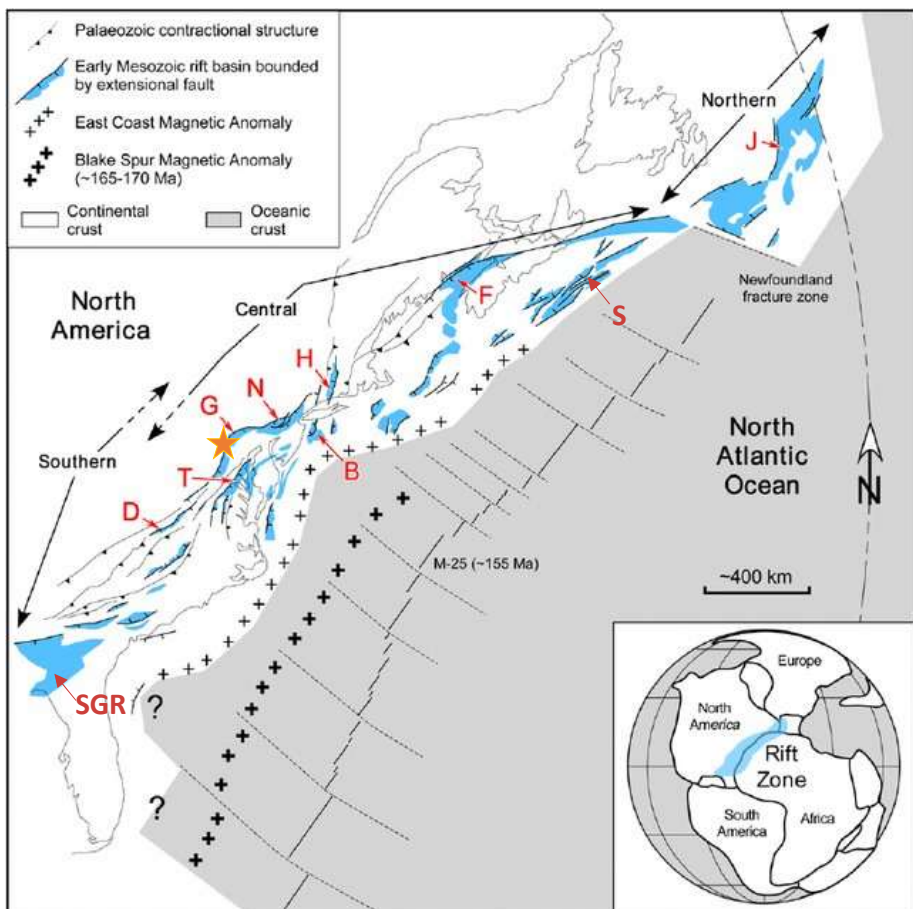 Palaeozoic contractional structure
Early Mesozoic rift basin bounded
by extensional fault
East Coast Magnetic Anomaly
Blake Spur Magnetic Anomaly
(~165-170 Ma)
Continental
crust
Oceanic
crust
Northern
J
Newfoundland
fracture zone
North
America
Central
F
S
H
N
G
B
T
Southern
D
North
Atlantic
Ocean
N
M-25 (~155 Ma)
~400 km
SGR
?
?
Europe
North
America
Rift
Zone
South
America
Africa